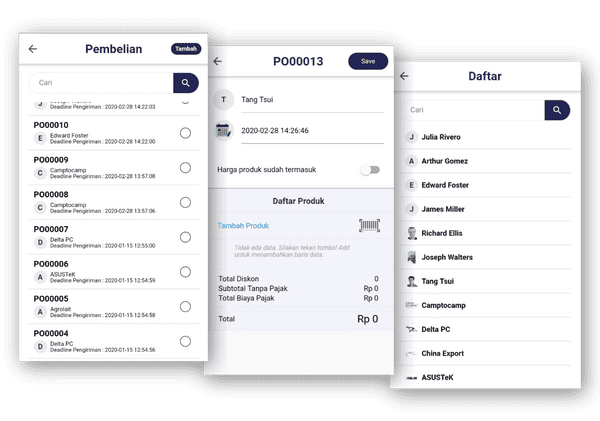 Pembelian
Tambah
Cari
J
Joseph Walters
Deadline Pengiriman : 2020-02-28 14:22:03
PO00010
E
Edward Foster
Deadline Pengiriman : 2020-02-28 14:22:00
PO00009
C
Camptocamp
Deadline Pengiriman : 2020-02-28 13:57:08
PO00008
C
Camptocamp
Deadline Pengiriman : 2020-02-28 13:57:06
PO00007
D
Delta PC
Deadline Pengiriman : 2020-01-15 12:55:00
PO00006
A
ASUSTeK
Deadline Pengiriman : 2020-01-15 12:54:59
PO00005
A
Agrolait
Deadline Pengiriman : 2020-01-15 12:54:58
PO00004
D
Delta PC
Deadline Pengiriman : 2020-01-15 12:54:56
PO00013
Save
T
Tang Tsui
2020-02-28 14:26:46
Harga produk sudah termasuk
Daftar Produk
Tambah Produk
Tidak ada data. Silakan tekan tombol Add
untuk menambahkan baris data.
Total Diskon 0
Subtotal Tanpa Pajak Rp 0
Total Biaya Pajak Rp 0
Total Rp 0
Daftar
Cari
J Julia Rivero
A Arthur Gomez
E Edward Foster
J James Miller
Richard Ellis
Joseph Walters
Tang Tsui
Camptocamp
Delta PC
China Export
ASUSTeK